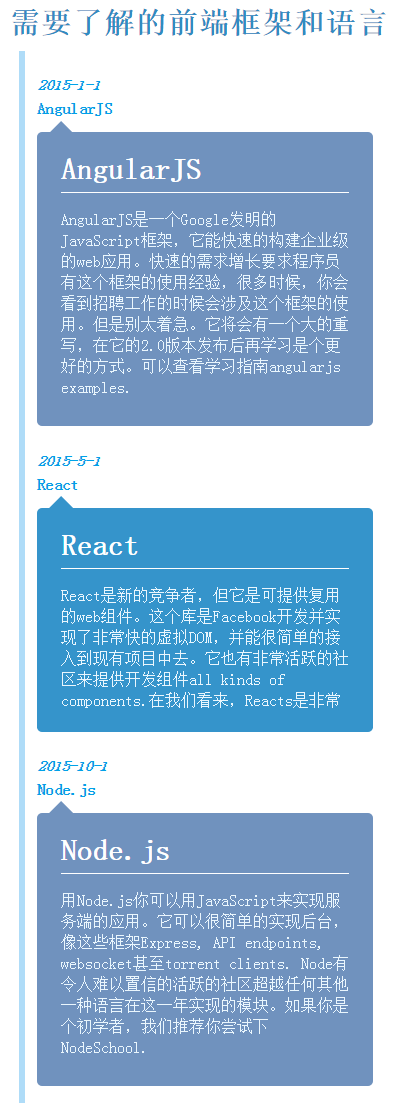 需要了解的前端框架和语言
2015-1-1
AngularJS
AngularJS
AngularJS是一个Google发明的
JavaScript框架，它能快速的构建企业级
的web应用。快速的需求增长要求程序员
有这个框架的使用经验，很多时候，你会
看到招聘工作的时候会涉及这个框架的使
用。但是别太着急。它将会有一个大的重
写，在它的2.0版本发布后再学习是个更
好的方式。可以查看学习指南angularjs
examples.
2015-5-1
React
React
React是新的竞争者，但它是可提供复用
的web组件。这个库是Facebook开发并实
现了非常快的虚拟DOM，并能很简单的接
入到现有项目中去。它也有非常活跃的社
区来提供开发组件all kinds of
components.在我们看来，Reacts是非常
2015-10-1
Node.js
Node.js
用Node.js你可以用JavaScript来实现服
务端的应用。它可以很简单的实现后台，
像这些框架Express, API endpoints,
websocket甚至torrent clients. Node有
令人难以置信的活跃的社区超越任何其他
一种语言在这一年实现的模块。如果你是
个初学者，我们推荐你尝试下
NodeSchool.